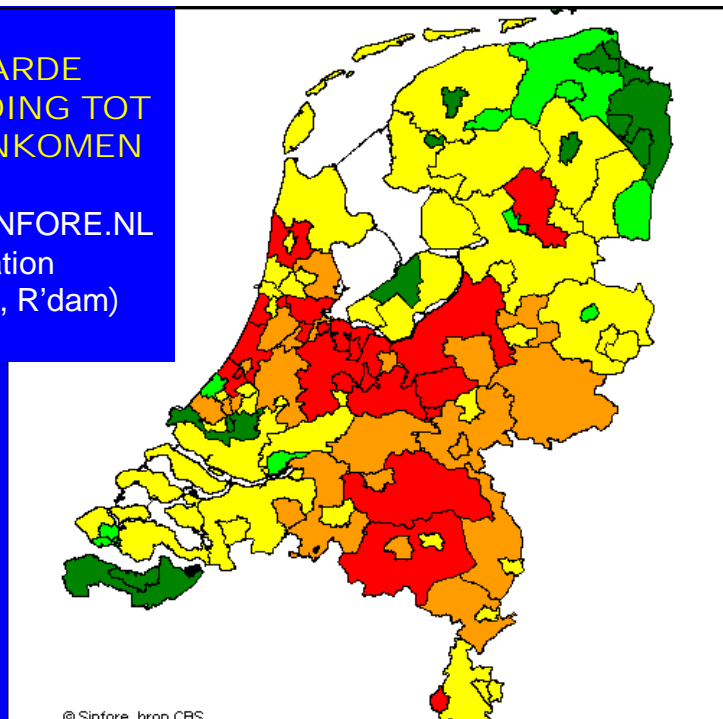 ARDE
DING TOT
NKOMEN
NFORE.NL
ation
, R'dam)
© Sinfore, bron CBS